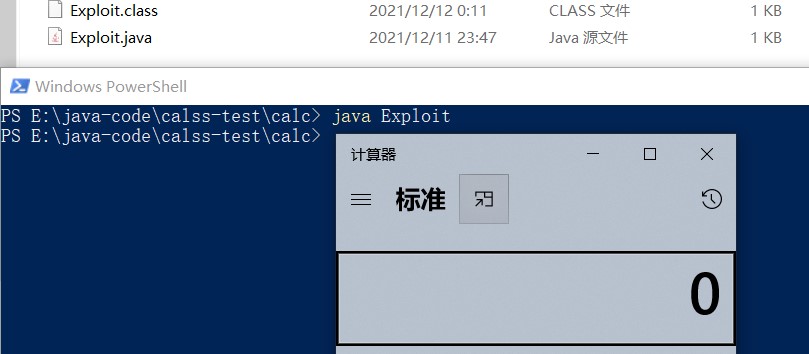 Exploit.class 2021/12/12 0:11 CLASS 文件 1 KB
Exploit.java 2021/12/11 23:47 Java 源文件 1 KB
Windows PowerShell
PS E:\java-code\calss-test\calc> java Exploit
PS E:\java-code\calss-test\calc>
计算器
标准
0